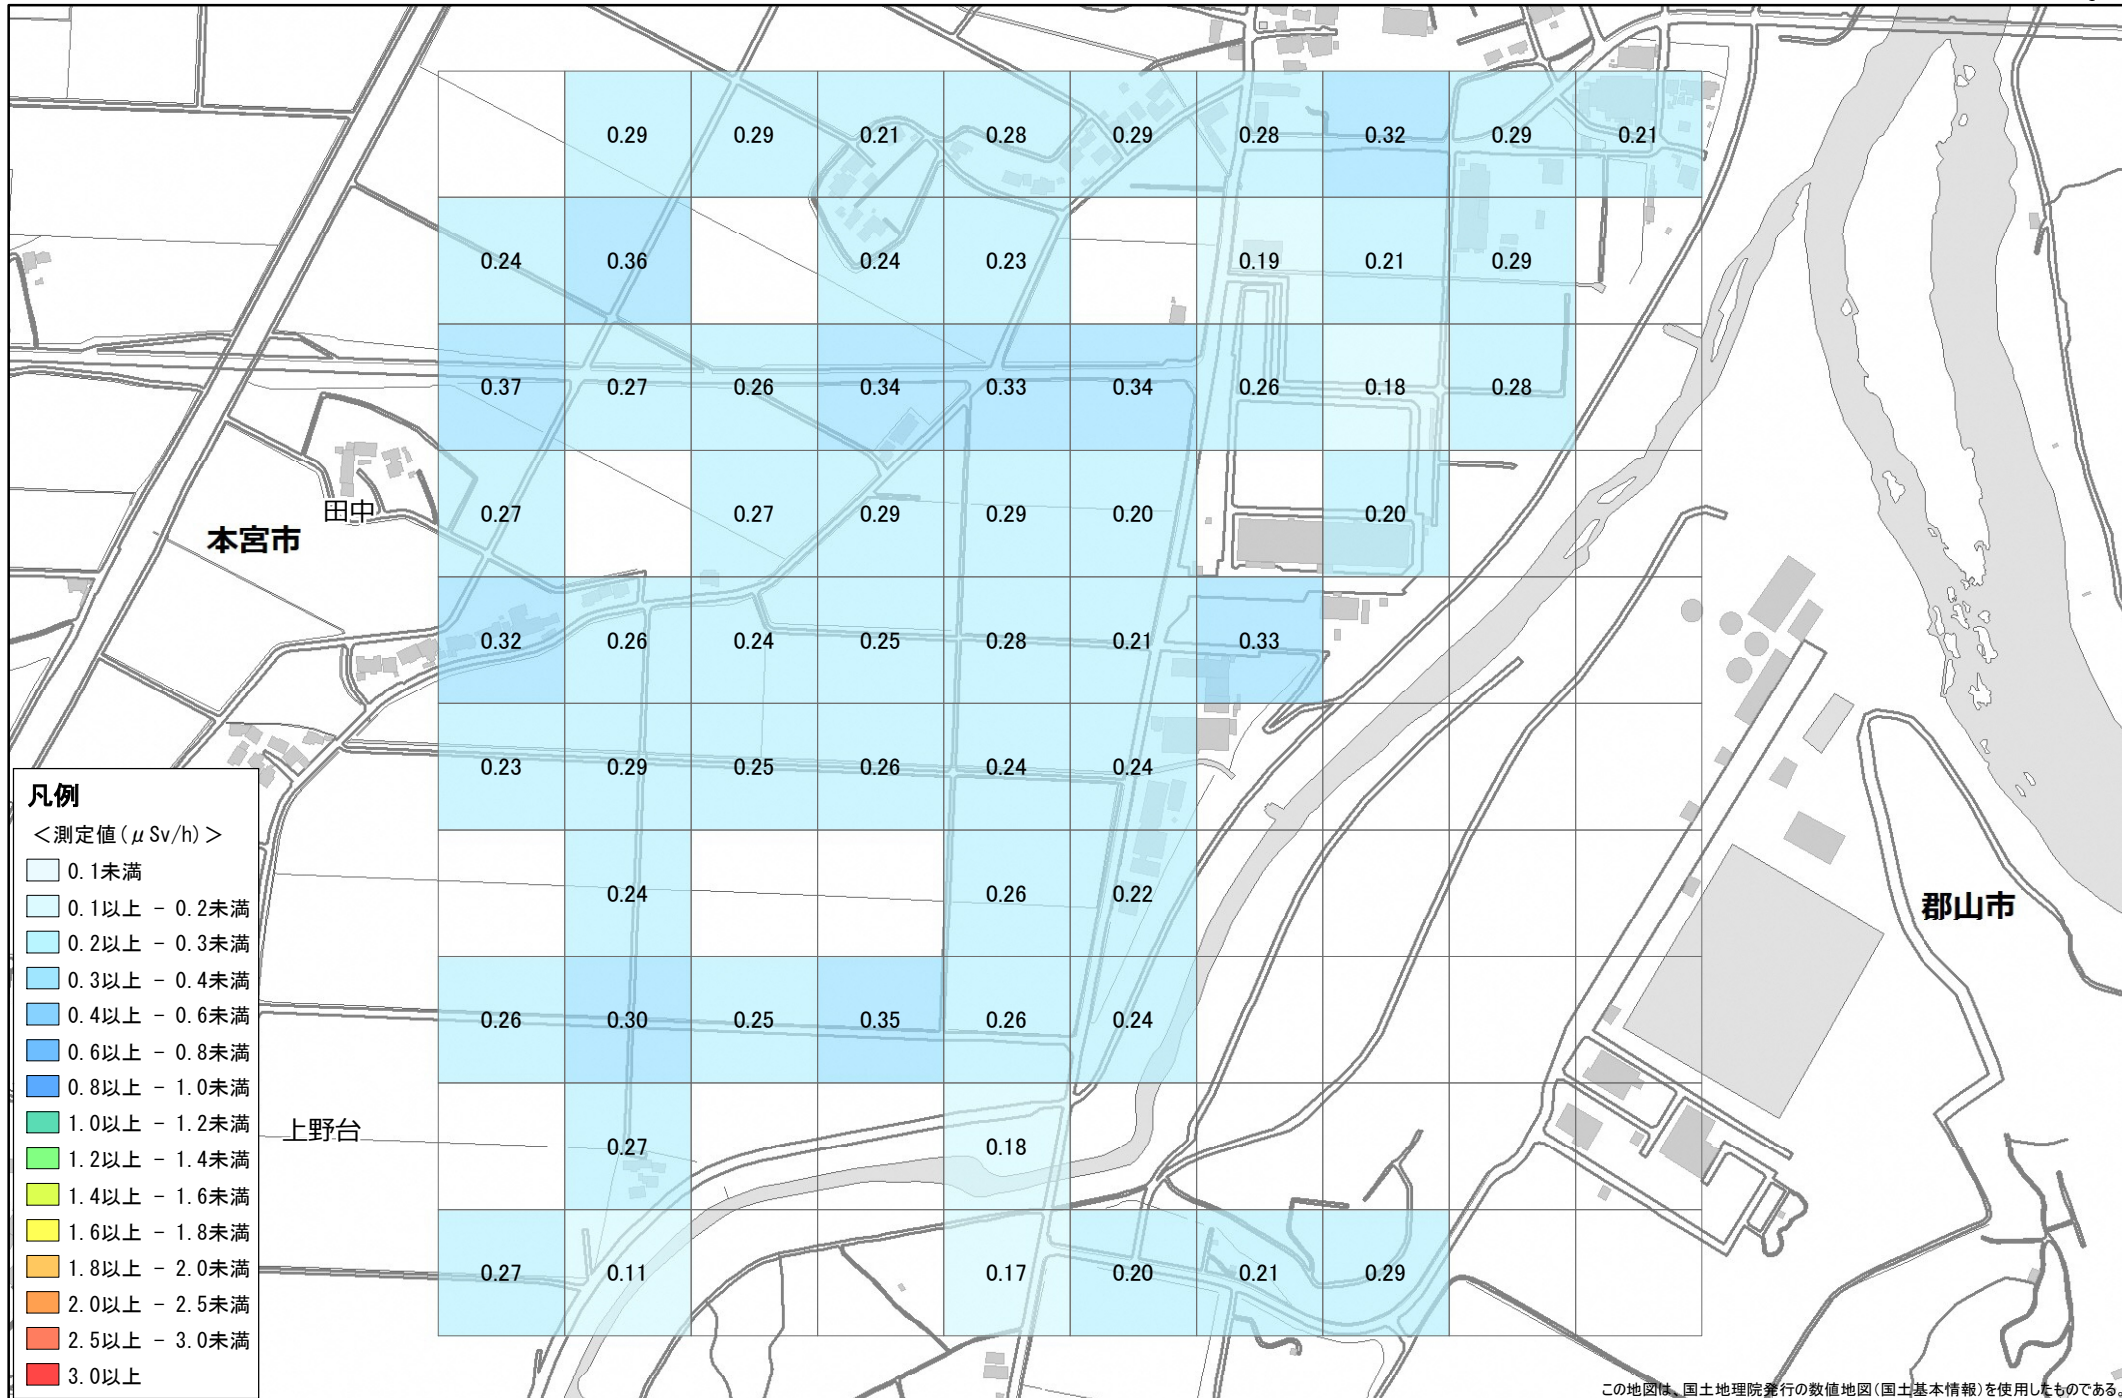 0.29 0.29 0.21 0.28 0.29 0.28 0.32 0.29 0.21
0.24 0.36 0.24 0.23 0.19 0.21 0.29
0.37 0.27 0.26 0.34 0.33 0.34 0.26 0.18 0.28
0.27 0.27 0.29 0.29 0.20 0.20
田中
本宮市
0.32 0.26 0.24 0.25 0.28 0.21 0.33
0.23 0.29 0.25 0.26 0.24 0.24
0.24 0.26 0.22
郡山市
0.26 0.30 0.25 0.35 0.26 0.24
上野台
0.27 0.18
0.27 0.11 0.17 0.20 0.21 0.29
凡例
<測定値(μSv/h)>
0.1未満
0.1以上 - 0.2未満
0.2以上 - 0.3未満
0.3以上 - 0.4未満
0.4以上 - 0.6未満
0.6以上 - 0.8未満
0.8以上 - 1.0未満
1.0以上 - 1.2未満
1.2以上 - 1.4未満
1.4以上 - 1.6未満
1.6以上 - 1.8未満
1.8以上 - 2.0未満
2.0以上 - 2.5未満
2.5以上 - 3.0未満
3.0以上
この地図は、国土地理院発行の数値地図(国土基本情報)を使用したものである。